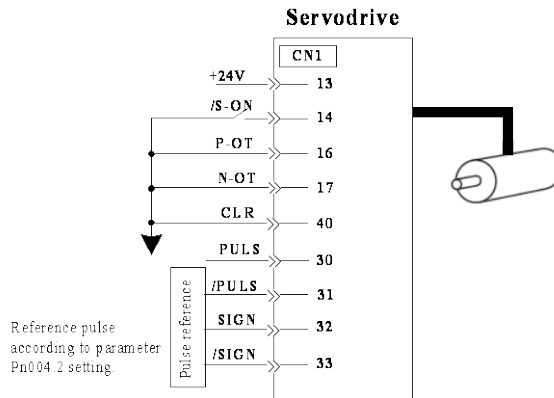 Servodrive
CN1
+24V 13
/S-ON 14
P-OT 16
N-OT 17
CLR 40
PULS 30
/PULS 31
SIGN 32
/SIGN 33
Pulse reference
Reference pulse
according to parameter
Pn004.2 setting.